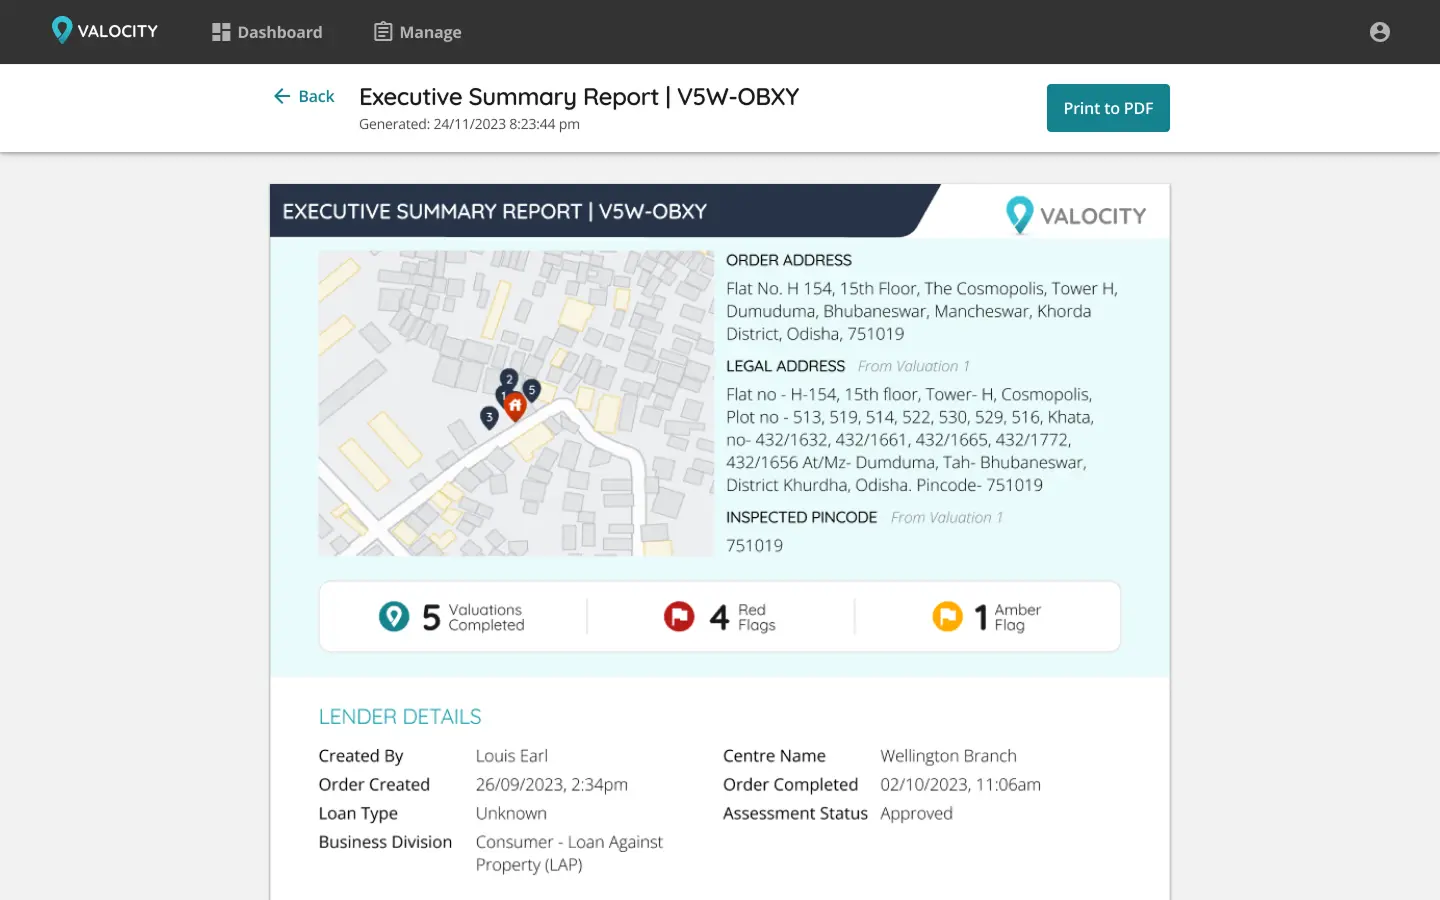 VALOCITY
Dashboard
Manage
Back
Executive Summary Report | V5W-OBXY
Generated: 24/11/2023 8:23:44 pm
Print to PDF
EXECUTIVE SUMMARY REPORT | V5W-OBXY
VALOCITY
2
1
5
3
ORDER ADDRESS
Flat No. H 154, 15th Floor, The Cosmopolis, Tower H,
Dumuduma, Bhubaneswar, Mancheswar, Khorda
District, Odisha, 751019
LEGAL ADDRESS From Valuation 1
Flat no - H-154, 15th floor, Tower- H, Cosmopolis,
Plot no - 513, 519, 514, 522, 530, 529, 516, Khata,
no- 432/1632, 432/1661, 432/1665, 432/1772,
432/1656 At/Mz- Dumduma, Tah- Bhubaneswar,
District Khurdha, Odisha. Pincode- 751019
INSPECTED PINCODE From Valuation 1
751019
5 Valuations
Completed
4 Red
Flags
1 Amber
Flag
LENDER DETAILS
Created By Louis Earl
Order Created 26/09/2023, 2:34pm
Loan Type Unknown
Business Division Consumer - Loan Against
Property (LAP)
Centre Name Wellington Branch
Order Completed 02/10/2023, 11:06am
Assessment Status Approved